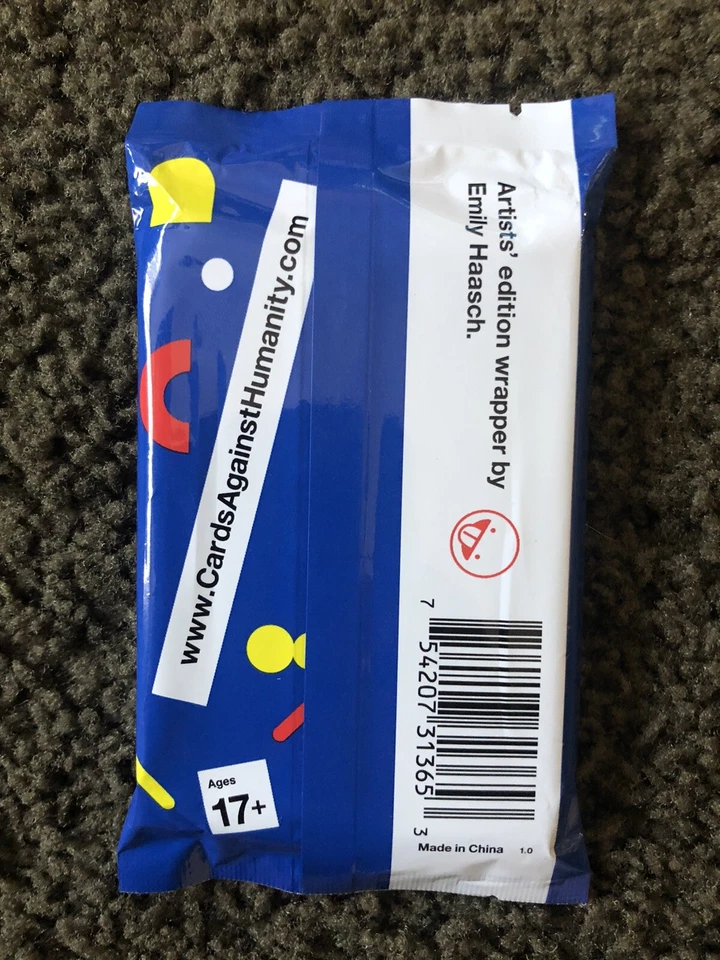 www.CardsAgainstHumanity.com
Ages
17+
Artists' edition wrapper by
Emily Haasch.
7 54207 31365 3
Made in China 1.0